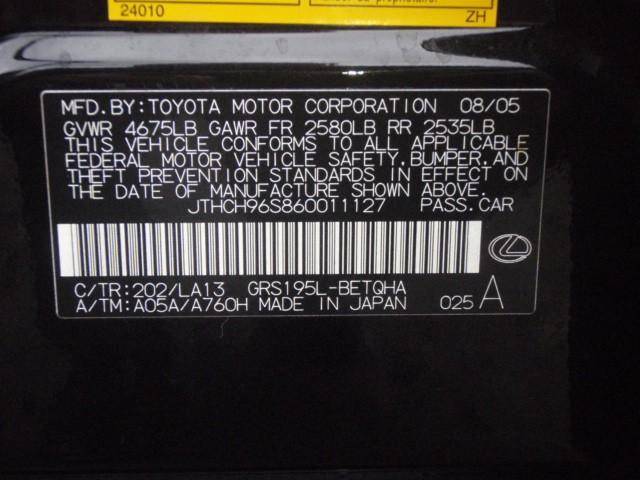 24010
ZH
MFD.BY:TOYOTA MOTOR CORPORATION 08/05
GVWR 4675LB GAWR FR 2580LB RR 2535LB
THIS VEHICLE CONFORMS TO ALL APPLICABLE
FEDERAL MOTOR VEHICLE SAFETY,BUMPER,AND
THEFT PREVENTION STANDARDS IN EFFECT ON
THE DATE OF MANUFACTURE SHOWN ABOVE.
JTHCH96S860011127 PASS.CAR
C/TR:202/LA13 GRS195L-BETQHA
A/TM:A05A/A760H MADE IN JAPAN 025 A